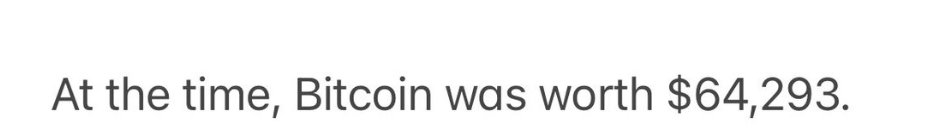 At the time, Bitcoin was worth $64,293.